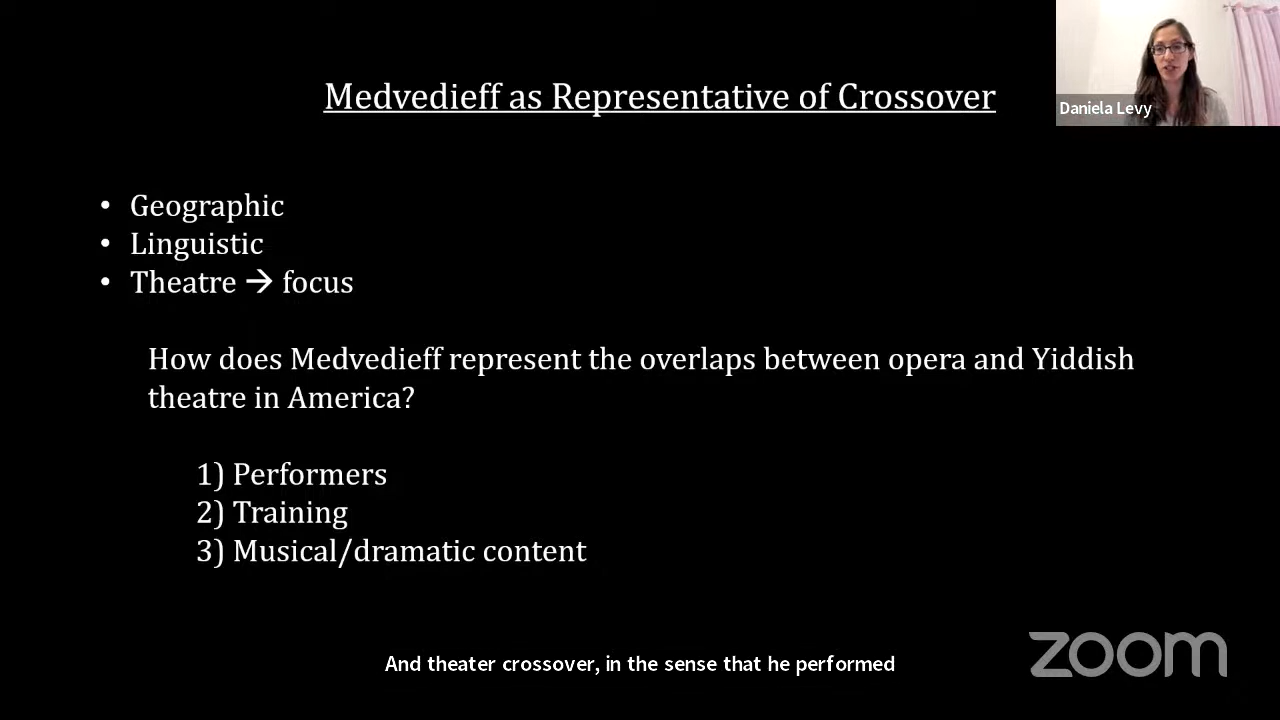 Medvedieff as Representative of Crossover
Daniela Levy
• Geographic
• Linguistic
• Theatre → focus
How does Medvedieff represent the overlaps between opera and Yiddish
theatre in America?
1) Performers
2) Training
3) Musical/dramatic content
And theater crossover, in the sense that he performed
zoom